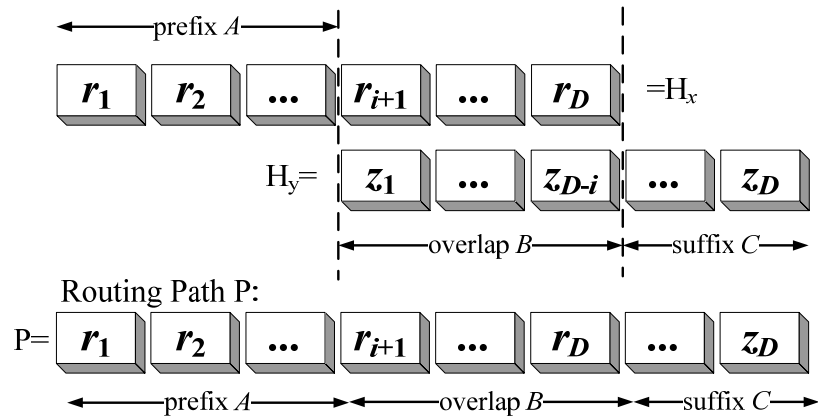 prefix A
r1 r2 ... ri+1 ... rD =Hx
Hy= z1 ... zD-i ... zD
overlap B suffix C
Routing Path P:
P= r1 r2 ... ri+1 ... rD ... zD
prefix A overlap B suffix C